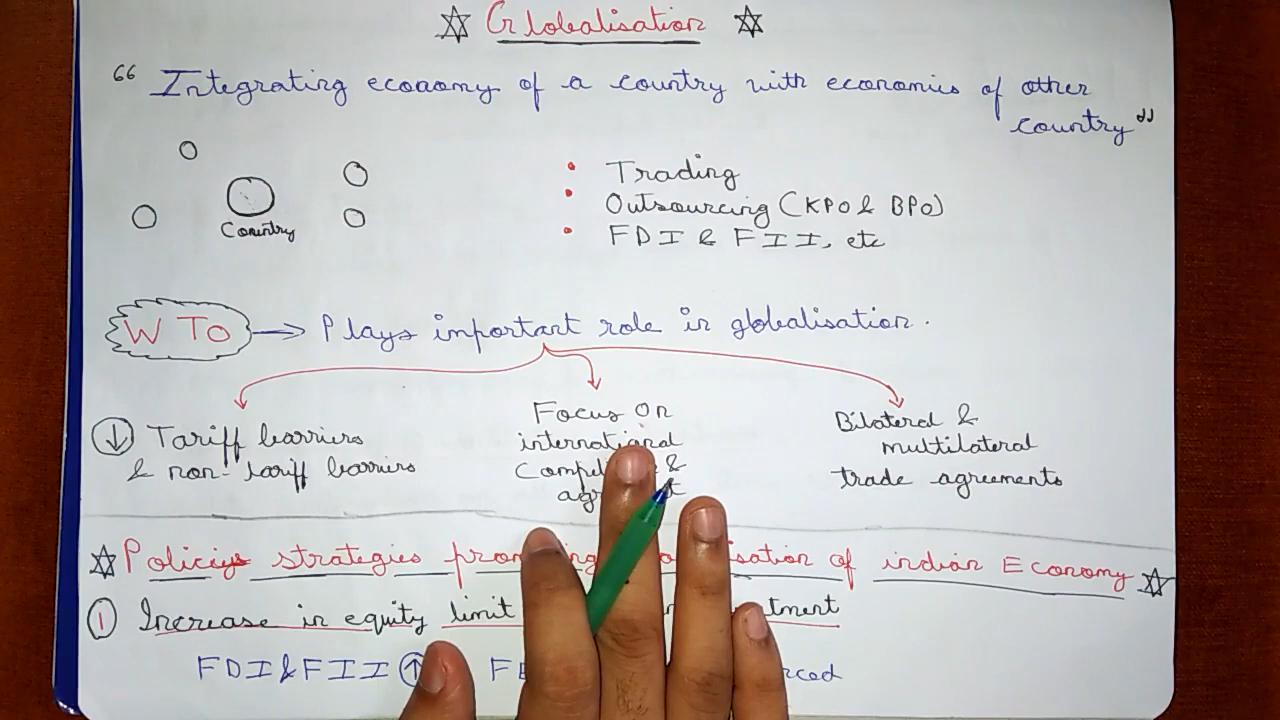 Globalisation
“ Integrating economy of a country with economics of other
country ”
Country
• Trading
• Outsourcing (KPO & BPO)
• FDI & FII, etc
WTO → Plays important role in globalisation.
↓ Tariff barriers
& non-tariff barriers
Focus on
international
&
Bilateral &
multilateral
trade agreements
Policiys strategies of indian Economy
① Increase in equity limit
FDI & FII ↑